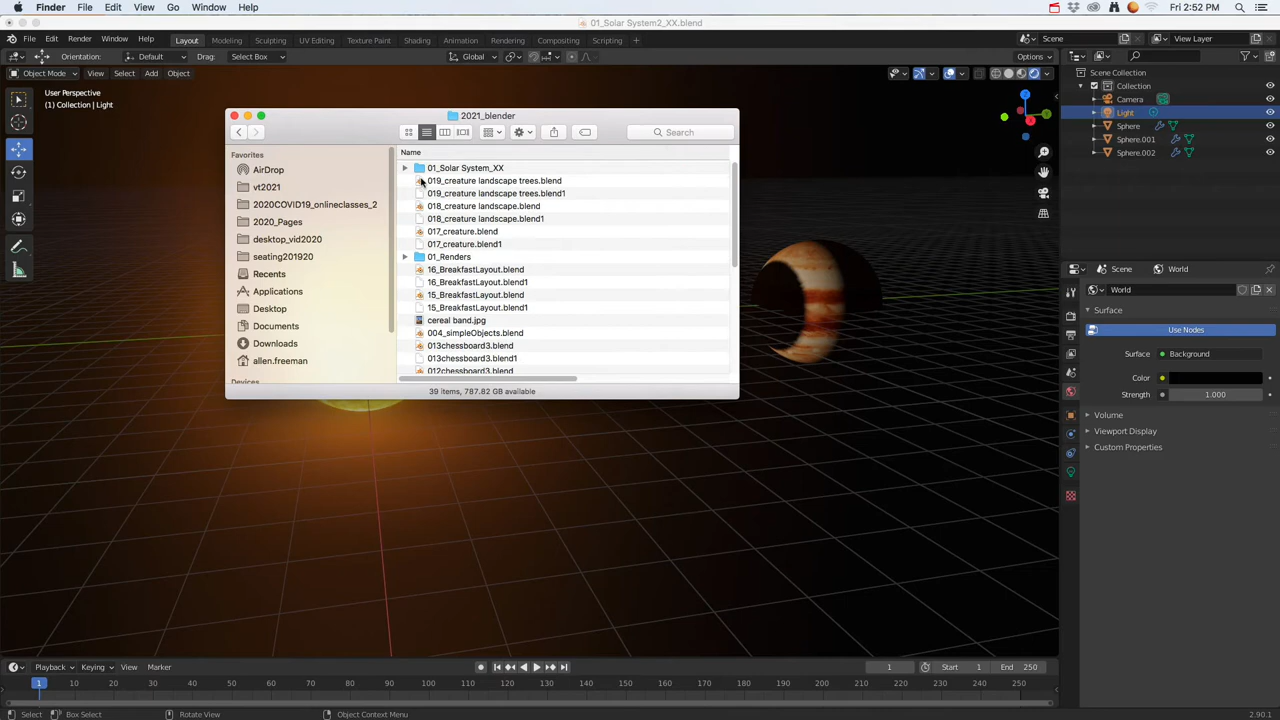 Finder File Edit View Go Window Help Fri 2:52 PM
01_Solar System2_XX.blend
File Edit Render Window Help Layout Modeling Sculpting UV Editing Texture Paint Shading Animation Rendering Compositing Scripting + Scene View Layer
Orientation: Default Drag: Select Box Global Options
Object Mode View Select Add Object
User Perspective
(1) Collection | Light
Z
X
Y
2021_blender
Search
Favorites
AirDrop
vt2021
2020COVID19_onlineclasses_2
2020_Pages
desktop_vid2020
seating201920
Recents
Applications
Desktop
Documents
Downloads
allen.freeman
Devices
Name
01_Solar System_XX
019_creature landscape trees.blend
019_creature landscape trees.blend1
018_creature landscape.blend
018_creature landscape.blend1
017_creature.blend
017_creature.blend1
01_Renders
16_BreakfastLayout.blend
16_BreakfastLayout.blend1
15_BreakfastLayout.blend
15_BreakfastLayout.blend1
cereal band.jpg
004_simpleObjects.blend
013chessboard3.blend
013chessboard3.blend1
012chessboard3.blend
39 items, 787.82 GB available
Scene Collection
Collection
Camera
Light
Sphere
Sphere.001
Sphere.002
Scene World
World
Surface
Use Nodes
Surface Background
Color
Strength 1.000
Volume
Viewport Display
Custom Properties
Playback Keying View Marker 1 Start 1 End 250
1 10 20 30 40 50 60 70 80 90 100 110 120 130 140 150 160 170 180 190 200 210 220 230 240 250
Select Box Select Rotate View Object Context Menu 2.90.1